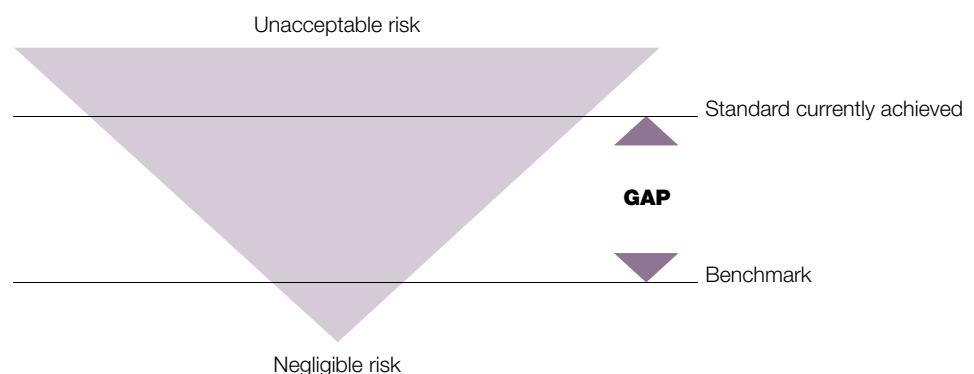 Unacceptable risk
Standard currently achieved
GAP
Benchmark
Negligible risk